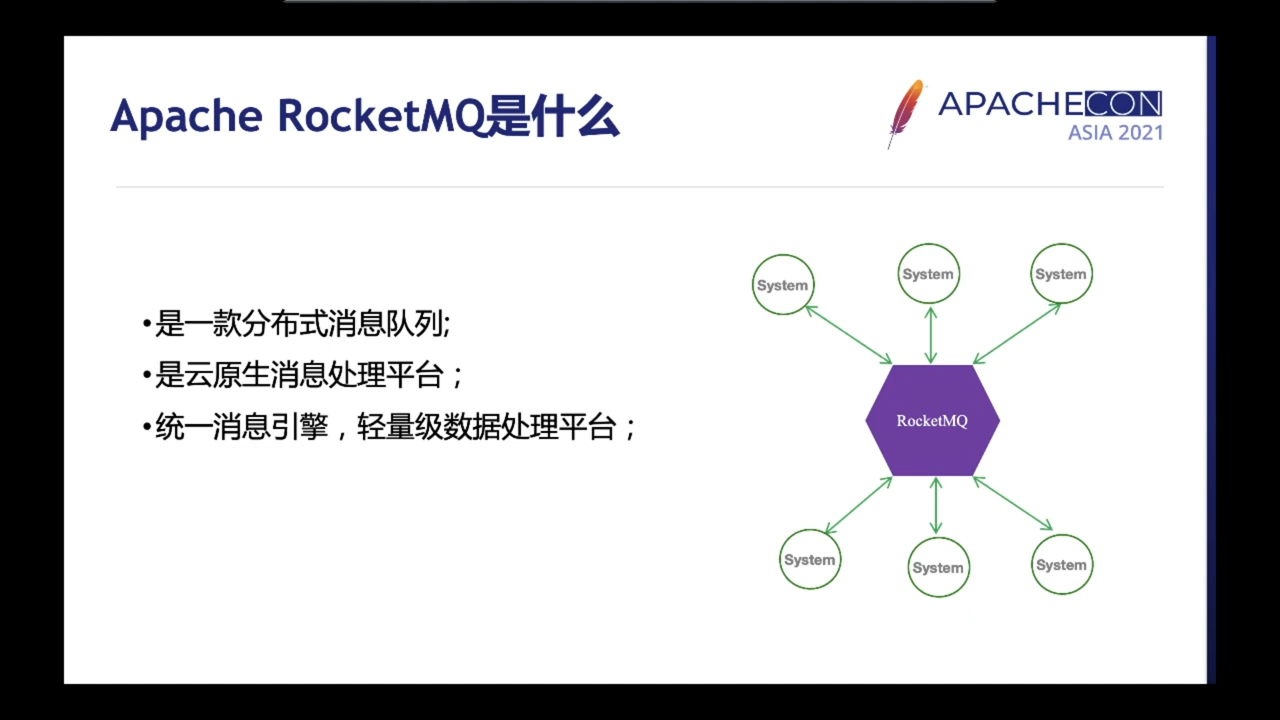 Apache RocketMQ是什么
APACHECON
ASIA 2021
•是一款分布式消息队列;
•是云原生消息处理平台；
•统一消息引擎，轻量级数据处理平台；
System
System
System
RocketMQ
System
System
System